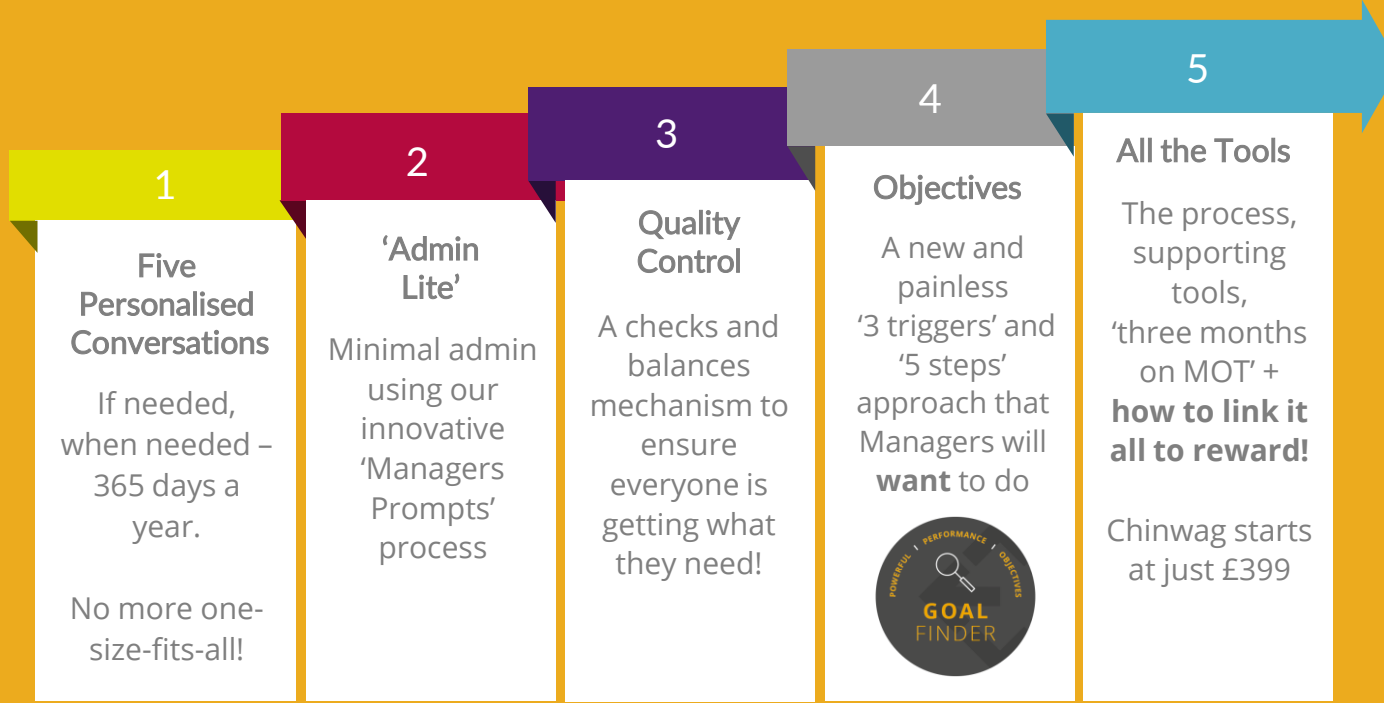 1
Five
Personalised
Conversations
If needed,
when needed –
365 days a
year.
No more one-
size-fits-all!
2
‘Admin
Lite’
Minimal admin
using our
innovative
‘Managers
Prompts’
process
3
Quality
Control
A checks and
balances
mechanism to
ensure
everyone is
getting what
they need!
4
Objectives
A new and
painless
‘3 triggers’ and
‘5 steps’
approach that
Managers will
want to do
POWERFUL | PERFORMANCE | OBJECTIVES
GOAL
FINDER
5
All the Tools
The process,
supporting
tools,
‘three months
on MOT’ +
how to link it
all to reward!
Chinwag starts
at just £399